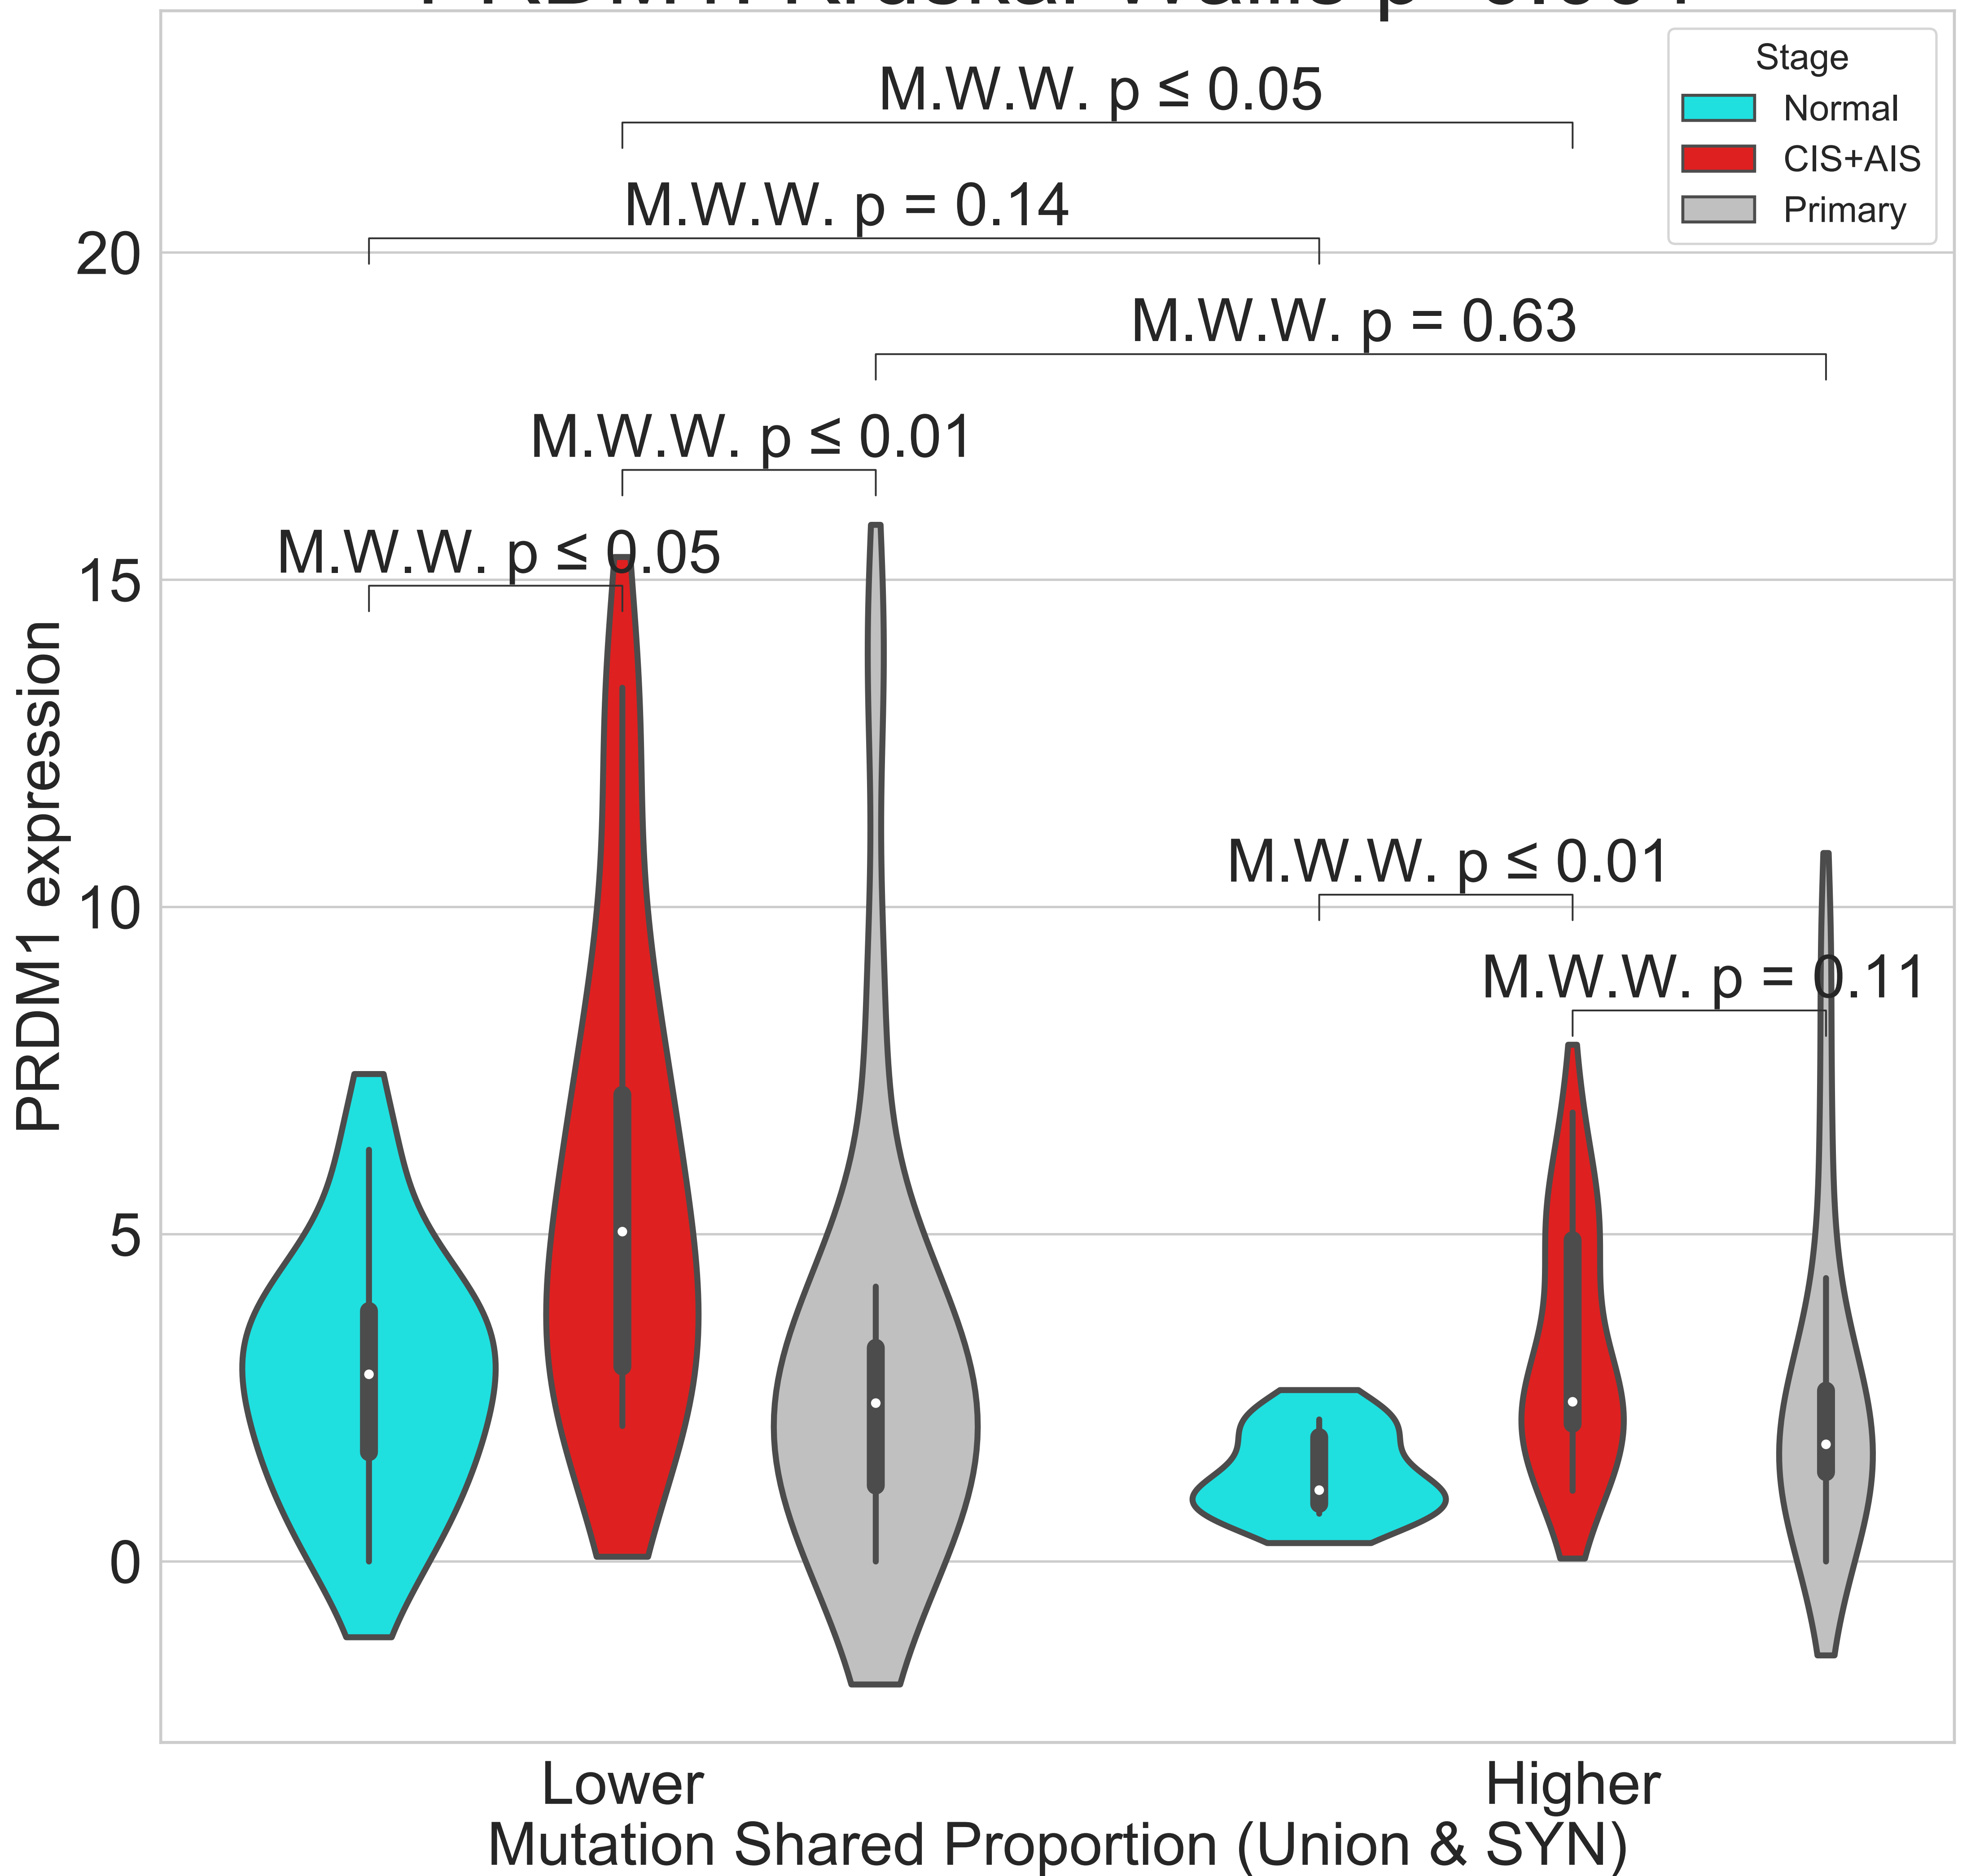 Stage
Normal
CIS+AIS
Primary
M.W.W. p ≤ 0.05
M.W.W. p = 0.14
M.W.W. p = 0.63
M.W.W. p ≤ 0.01
M.W.W. p ≤ 0.05
M.W.W. p ≤ 0.01
M.W.W. p = 0.11
PRDM1 expression
20
15
10
5
0
Lower
Higher
Mutation Shared Proportion (Union & SYN)